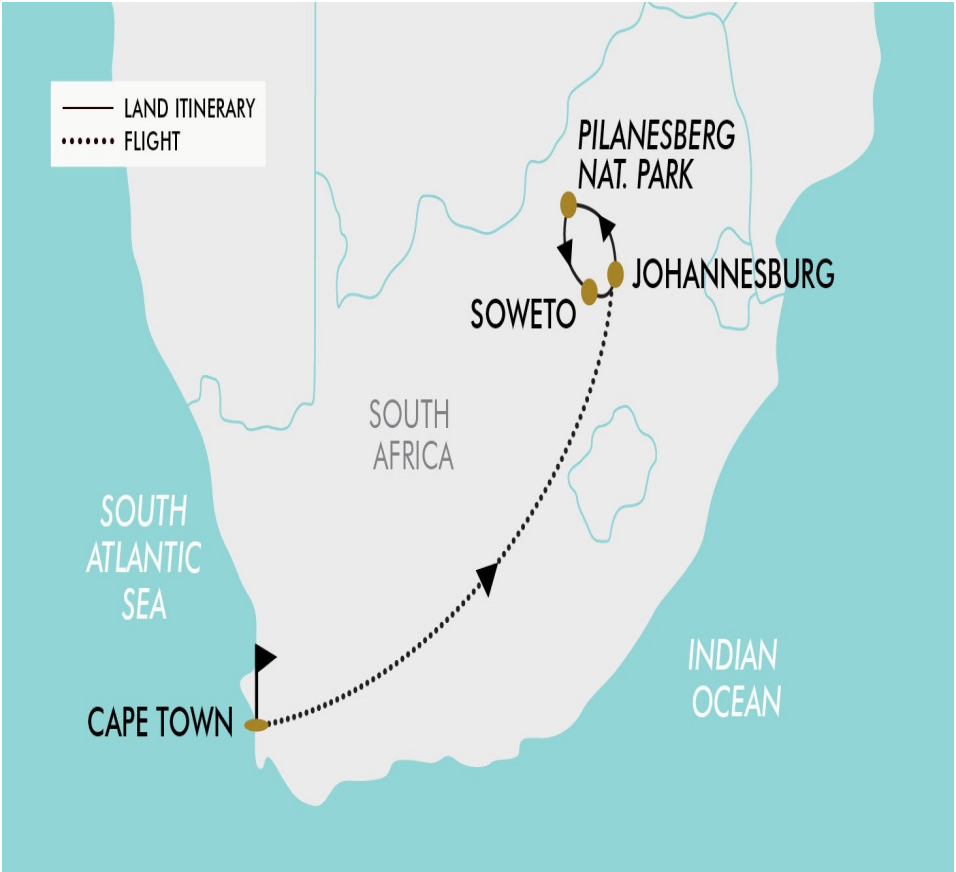 LAND ITINERARY
FLIGHT
PILANESBERG
NAT. PARK
JOHANNESBURG
SOWETO
SOUTH
AFRICA
SOUTH
ATLANTIC
SEA
INDIAN
OCEAN
CAPE TOWN